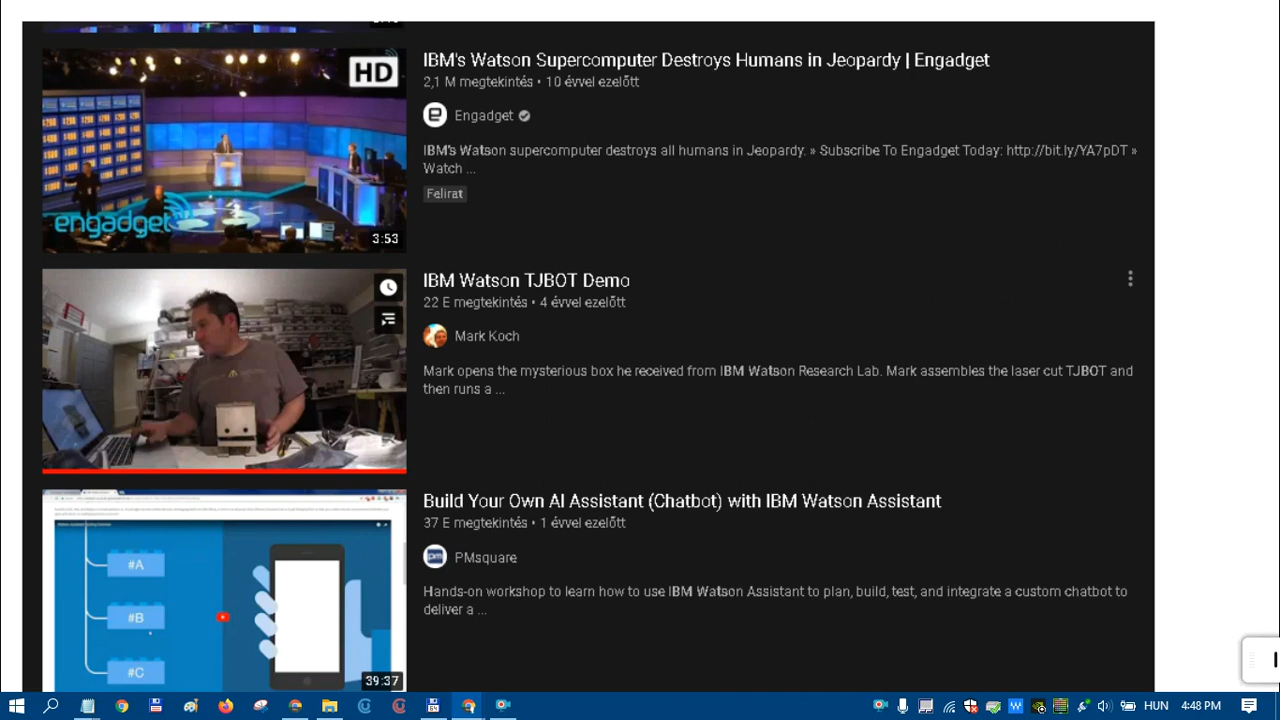 IBM's Watson Supercomputer Destroys Humans in Jeopardy | Engadget
2,1 M megtekintés • 10 évvel ezelőtt
HD
Engadget
IBM's Watson supercomputer destroys all humans in Jeopardy. » Subscribe To Engadget Today: http://bit.ly/YA7pDT »
Watch ...
Felirat
engadget
3:53
IBM Watson TJBOT Demo
22 E megtekintés • 4 évvel ezelőtt
Mark Koch
Mark opens the mysterious box he received from IBM Watson Research Lab. Mark assembles the laser cut TJBOT and
then runs a ...
Build Your Own AI Assistant (Chatbot) with IBM Watson Assistant
37 E megtekintés • 1 évvel ezelőtt
pm
PMsquare
#A
Hands-on workshop to learn how to use IBM Watson Assistant to plan, build, test, and integrate a custom chatbot to
deliver a ...
#B
#C
39:37
HUN
4:48 PM